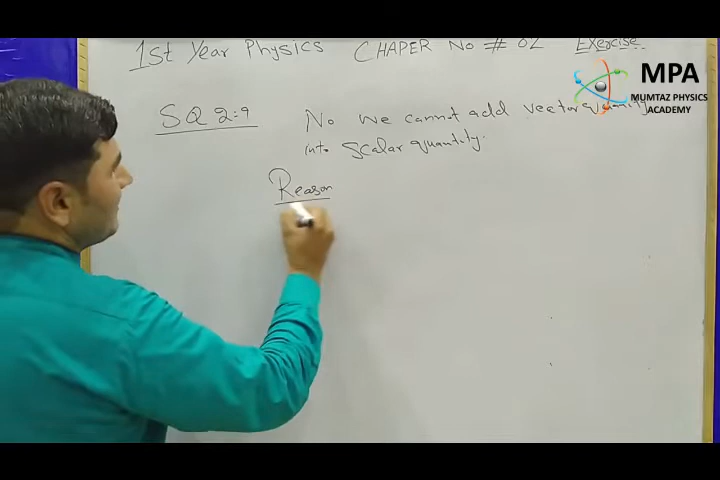 1st Year Physics CHAPER No # 02 Exercise
MPA
MUMTAZ PHYSICS
ACADEMY
SQ 2:9 No we cannot add vector quantity
into Scalar quantity.
Reason